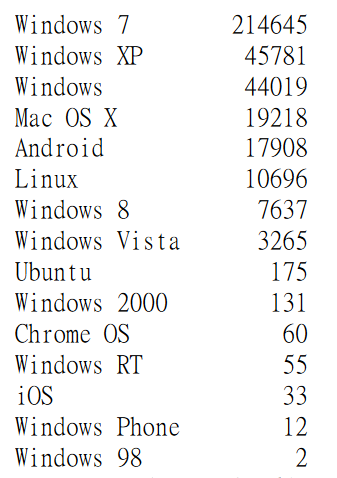 Windows 7 214645
Windows XP 45781
Windows 44019
Mac OS X 19218
Android 17908
Linux 10696
Windows 8 7637
Windows Vista 3265
Ubuntu 175
Windows 2000 131
Chrome OS 60
Windows RT 55
iOS 33
Windows Phone 12
Windows 98 2